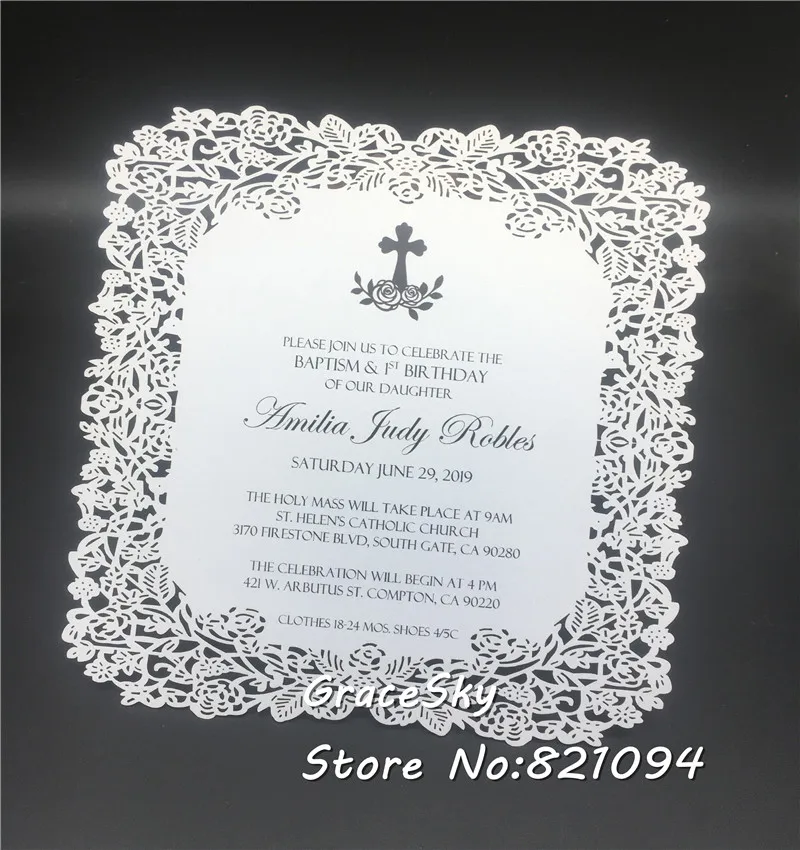 PLEASE JOIN US TO CELEBRATE THE
BAPTISM & 1ST BIRTHDAY
OF OUR DAUGHTER
Amilia Judy Robles
SATURDAY JUNE 29, 2019
THE HOLY MASS WILL TAKE PLACE AT 9AM
ST. HELEN'S CATHOLIC CHURCH
3170 FIRESTONE BLVD, SOUTH GATE, CA 90280
THE CELEBRATION WILL BEGIN AT 4 PM
421 W. ARBUTUS ST. COMPTON, CA 90220
CLOTHES 18-24 MOS. SHOES 4/5C
GraceSky
Store No:821094